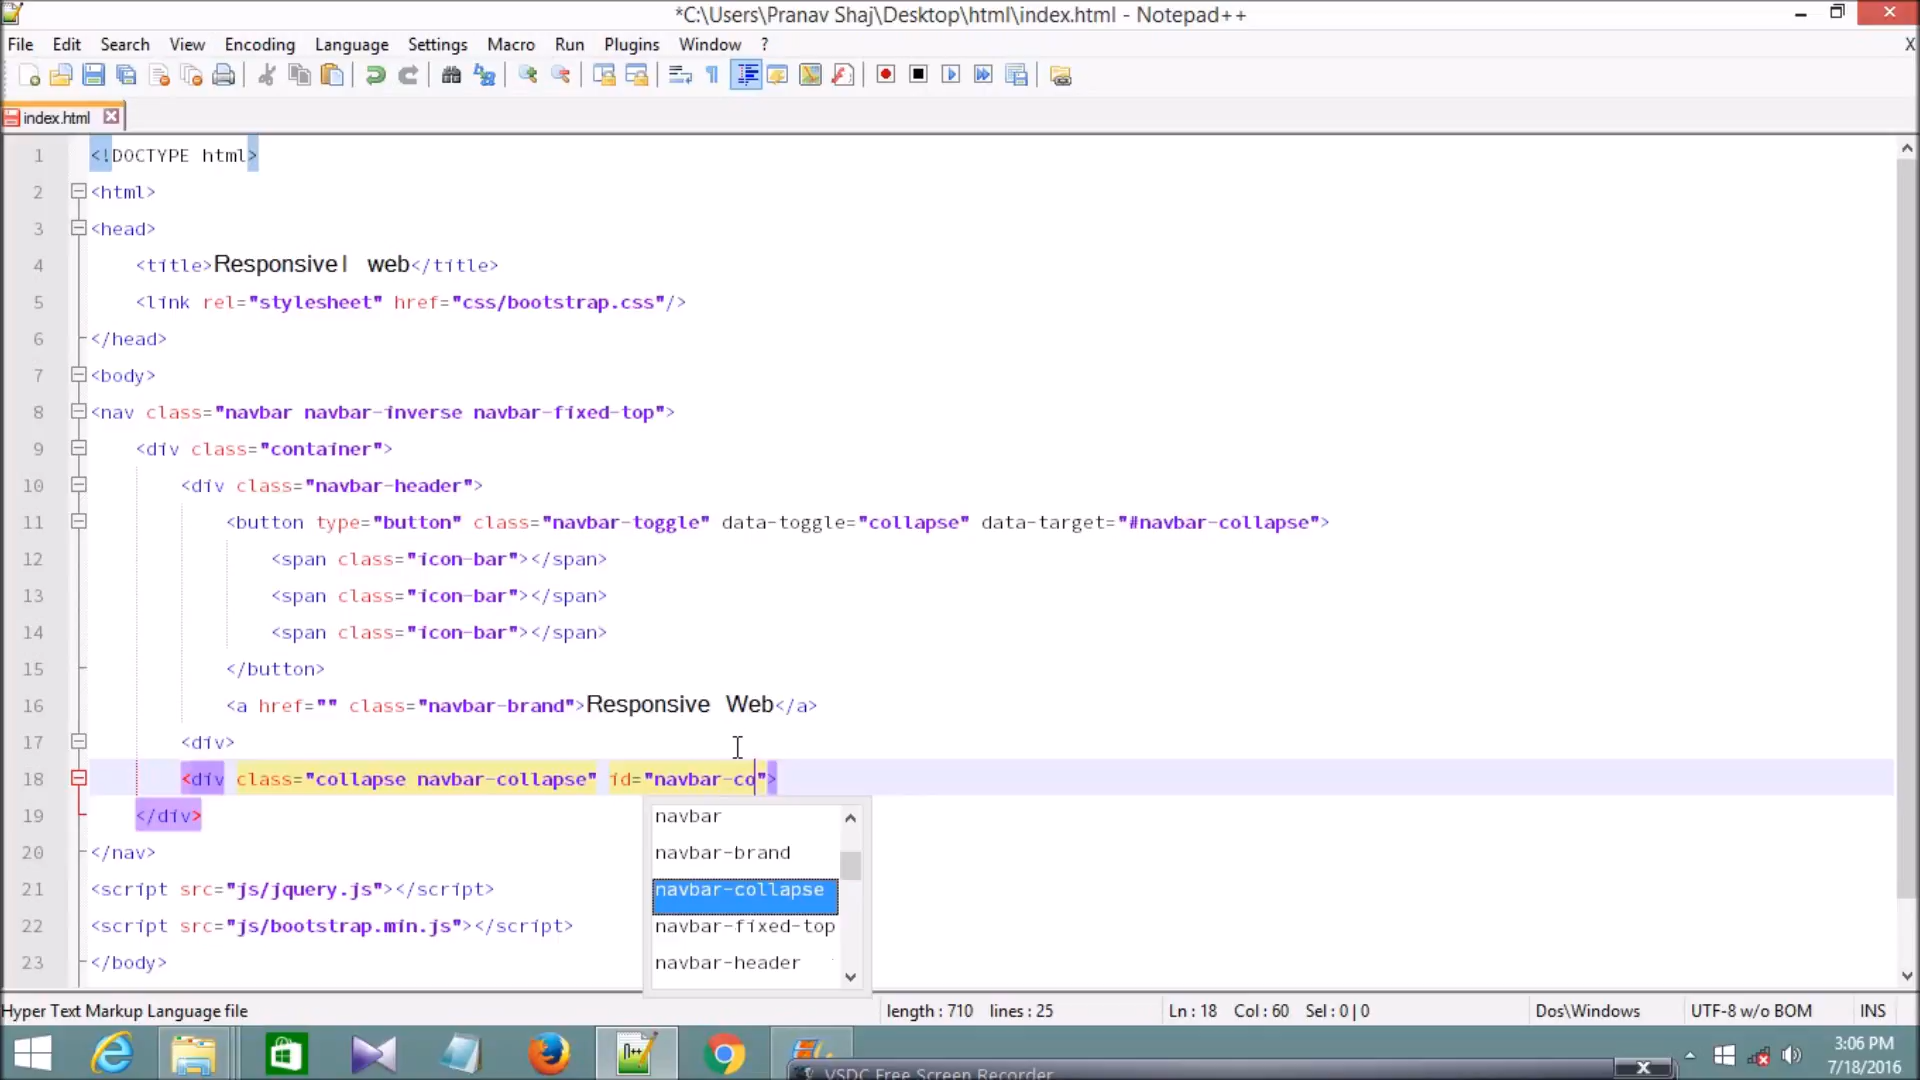 *C:\Users\Pranav Shaj\Desktop\html\index.html - Notepad++
File Edit Search View Encoding Language Settings Macro Run Plugins Window ? X
index.html
1 <!DOCTYPE html>
2 <html>
3 <head>
4 <title>Responsive| web</title>
5 <link rel="stylesheet" href="css/bootstrap.css"/>
6 </head>
7 <body>
8 <nav class="navbar navbar-inverse navbar-fixed-top">
9 <div class="container">
10 <div class="navbar-header">
11 <button type="button" class="navbar-toggle" data-toggle="collapse" data-target="#navbar-collapse">
12 <span class="icon-bar"></span>
13 <span class="icon-bar"></span>
14 <span class="icon-bar"></span>
15 </button>
16 <a href="" class="navbar-brand">Responsive Web</a>
17 <div>
18 <div class="collapse navbar-collapse" id="navbar-co">
19 </div>
navbar
20 </nav>
navbar-brand
21 <script src="js/jquery.js"></script>
navbar-collapse
22 <script src="js/bootstrap.min.js"></script>
navbar-fixed-top
23 </body>
navbar-header
Hyper Text Markup Language file length : 710 lines : 25 Ln : 18 Col : 60 Sel : 0 | 0 Dos\Windows UTF-8 w/o BOM INS
3:06 PM
7/18/2016
VSDC Free Screen Recorder